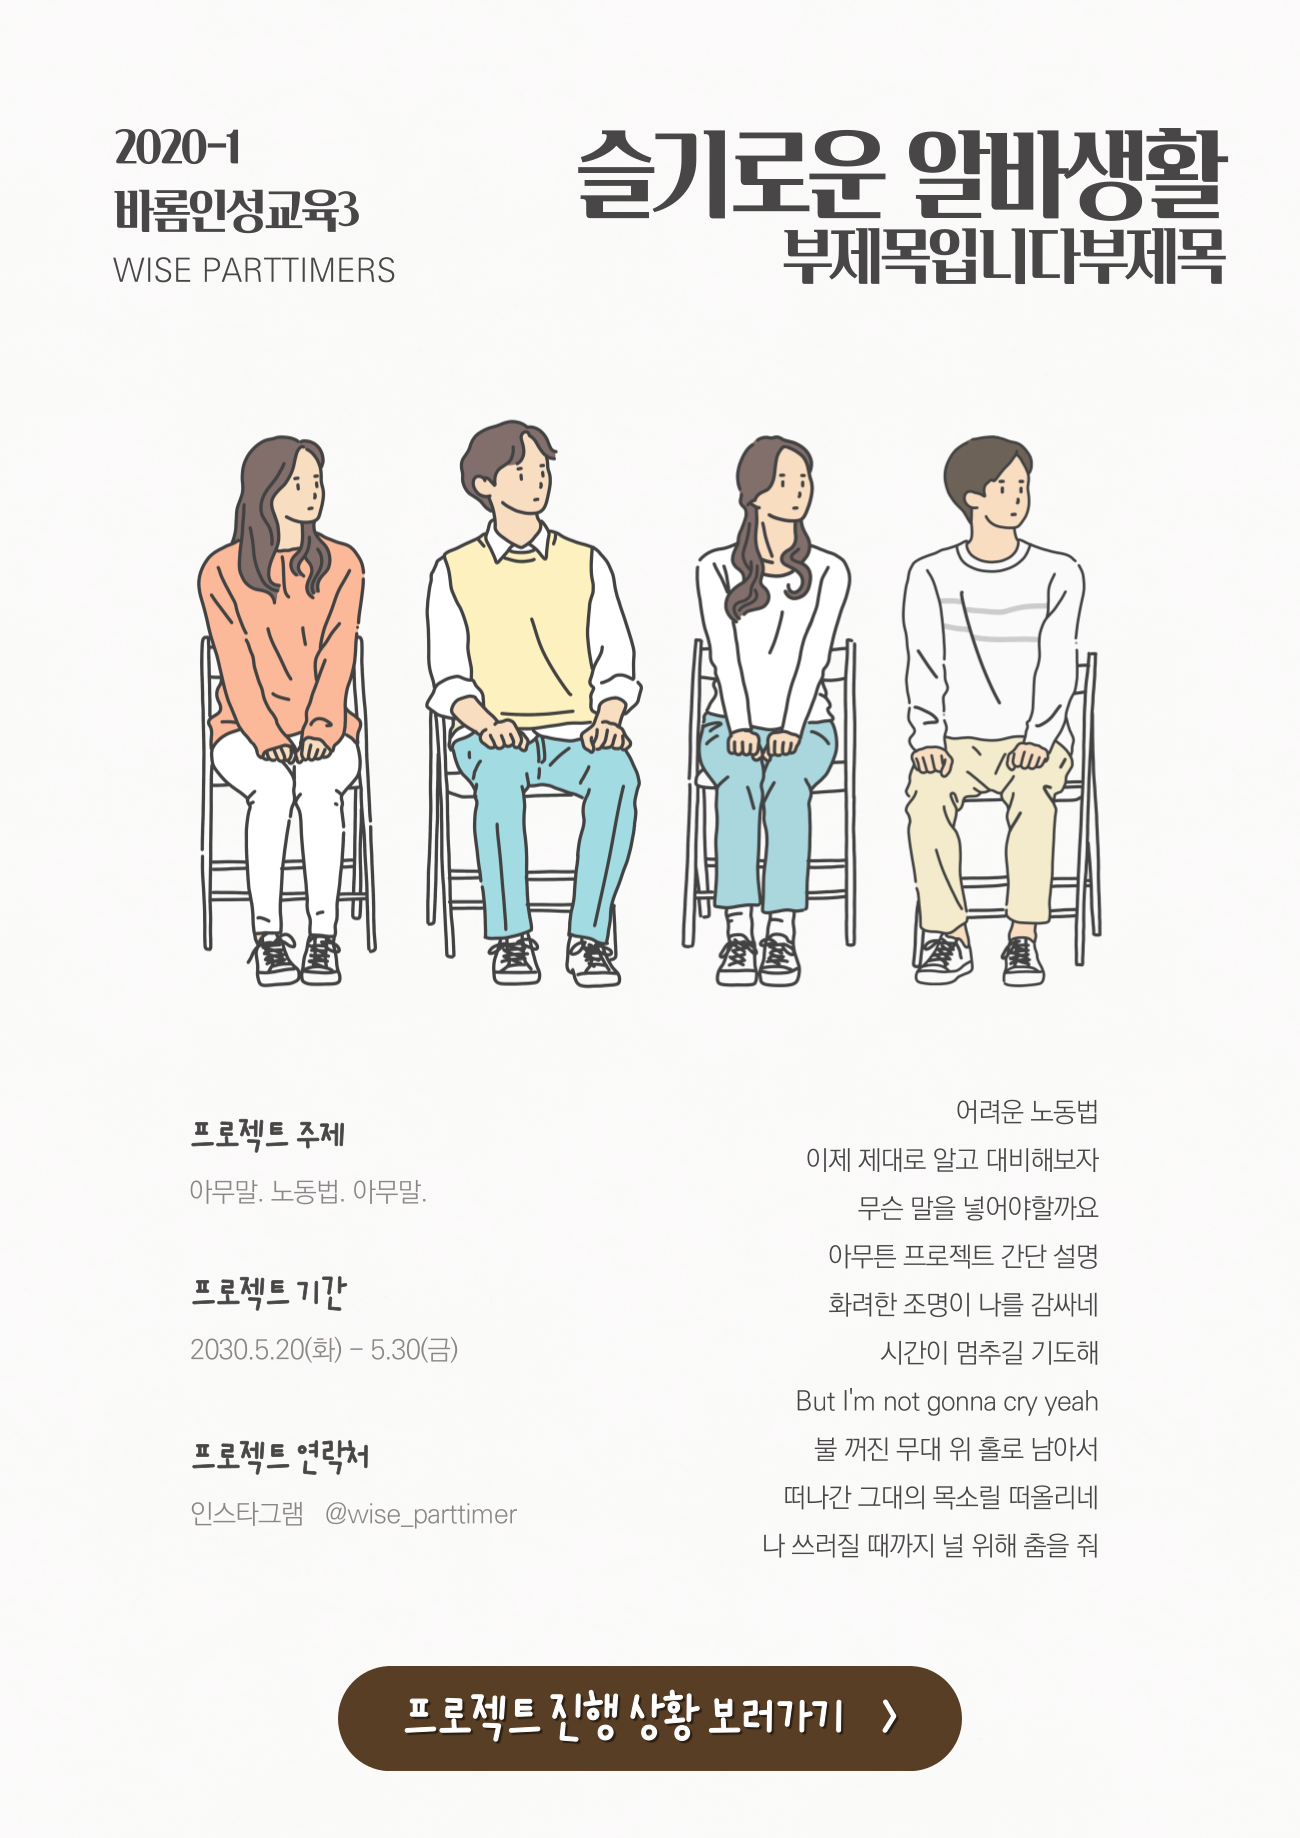 2020-1
바롬인성교육3
WISE PARTTIMERS
슬기로운 알바생활
부제목입니다부제목
프로젝트 주제
아무말. 노동법. 아무말.
프로젝트 기간
2030.5.20(화) - 5.30(금)
프로젝트 연락처
인스타그램 @wise_parttimer
어려운 노동법
이제 제대로 알고 대비해보자
무슨 말을 넣어야할까요
아무튼 프로젝트 간단 설명
화려한 조명이 나를 감싸네
시간이 멈추길 기도해
But I'm not gonna cry yeah
불 꺼진 무대 위 홀로 남아서
떠나간 그대의 목소릴 떠올리네
나 쓰러질 때까지 널 위해 춤을 줘
프로젝트 진행 상황 보러가기 >